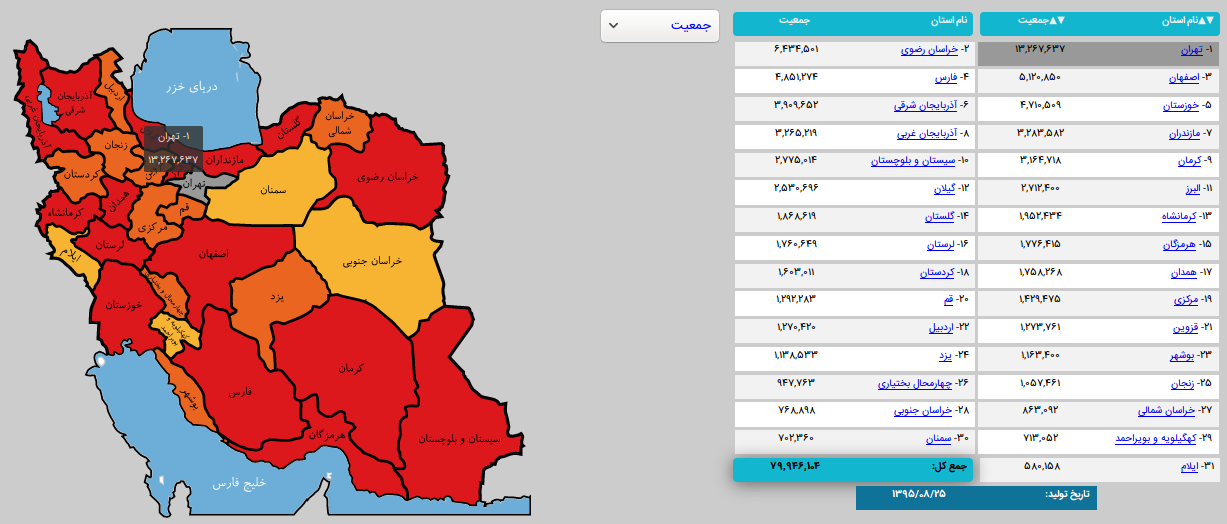 جمعیت
▲▼نام استان ▲▼جمعیت نام استان جمعیت
۱- تهران ۱۳,۲۶۷,۶۳۷ ۲- خراسان رضوی ۶,۴۳۴,۵۰۱
۳- اصفهان ۵,۱۲۰,۸۵۰ ۴- فارس ۴,۸۵۱,۲۷۴
۵- خوزستان ۴,۷۱۰,۵۰۹ ۶- آذربایجان شرقی ۳,۹۰۹,۶۵۲
۷- مازندران ۳,۲۸۳,۵۸۲ ۸- آذربایجان غربی ۳,۲۶۵,۲۱۹
۹- کرمان ۳,۱۶۴,۷۱۸ ۱۰- سیستان و بلوچستان ۲,۷۷۵,۰۱۴
۱۱- البرز ۲,۷۱۲,۴۰۰ ۱۲- گیلان ۲,۵۳۰,۶۹۶
۱۳- کرمانشاه ۱,۹۵۲,۴۳۴ ۱۴- گلستان ۱,۸۶۸,۶۱۹
۱۵- هرمزگان ۱,۷۷۶,۴۱۵ ۱۶- لرستان ۱,۷۶۰,۶۴۹
۱۷- همدان ۱,۷۵۸,۲۶۸ ۱۸- کردستان ۱,۶۰۳,۰۱۱
۱۹- مرکزی ۱,۴۲۹,۴۷۵ ۲۰- قم ۱,۲۹۲,۲۸۳
۲۱- قزوین ۱,۲۷۳,۷۶۱ ۲۲- اردبیل ۱,۲۷۰,۴۲۰
۲۳- بوشهر ۱,۱۶۳,۴۰۰ ۲۴- یزد ۱,۱۳۸,۵۳۳
۲۵- زنجان ۱,۰۵۷,۴۶۱ ۲۶- چهارمحال بختیاری ۹۴۷,۷۶۳
۲۷- خراسان شمالی ۸۶۳,۰۹۲ ۲۸- خراسان جنوبی ۷۶۸,۸۹۸
۲۹- کهگیلویه و بویراحمد ۷۱۳,۰۵۲ ۳۰- سمنان ۷۰۲,۳۶۰
۳۱- ایلام ۵۸۰,۱۵۸ جمع کل: ۷۹,۹۴۶,۱۰۴
تاریخ تولید: ۱۳۹۵/۰۸/۲۵
دریای خزر
اردبیل
آذربایجان
شرقی
آذربایجان غربی
خراسان
شمالی
گلستان
۱- تهران
۱۳,۲۶۷,۶۳۷
زنجان
مازندران
کردستان
خراسان رضوی
تهران
سمنان
همدان
قم
کرمانشاه
مرکزی
ایلام
لرستان
اصفهان
خراسان جنوبی
چهارمحال و بختیاری
یزد
خوزستان
کهگیلویه و
بویراحمد
کرمان
فارس
بوشهر
هرمزگان
سیستان و بلوچستان
خلیج فارس